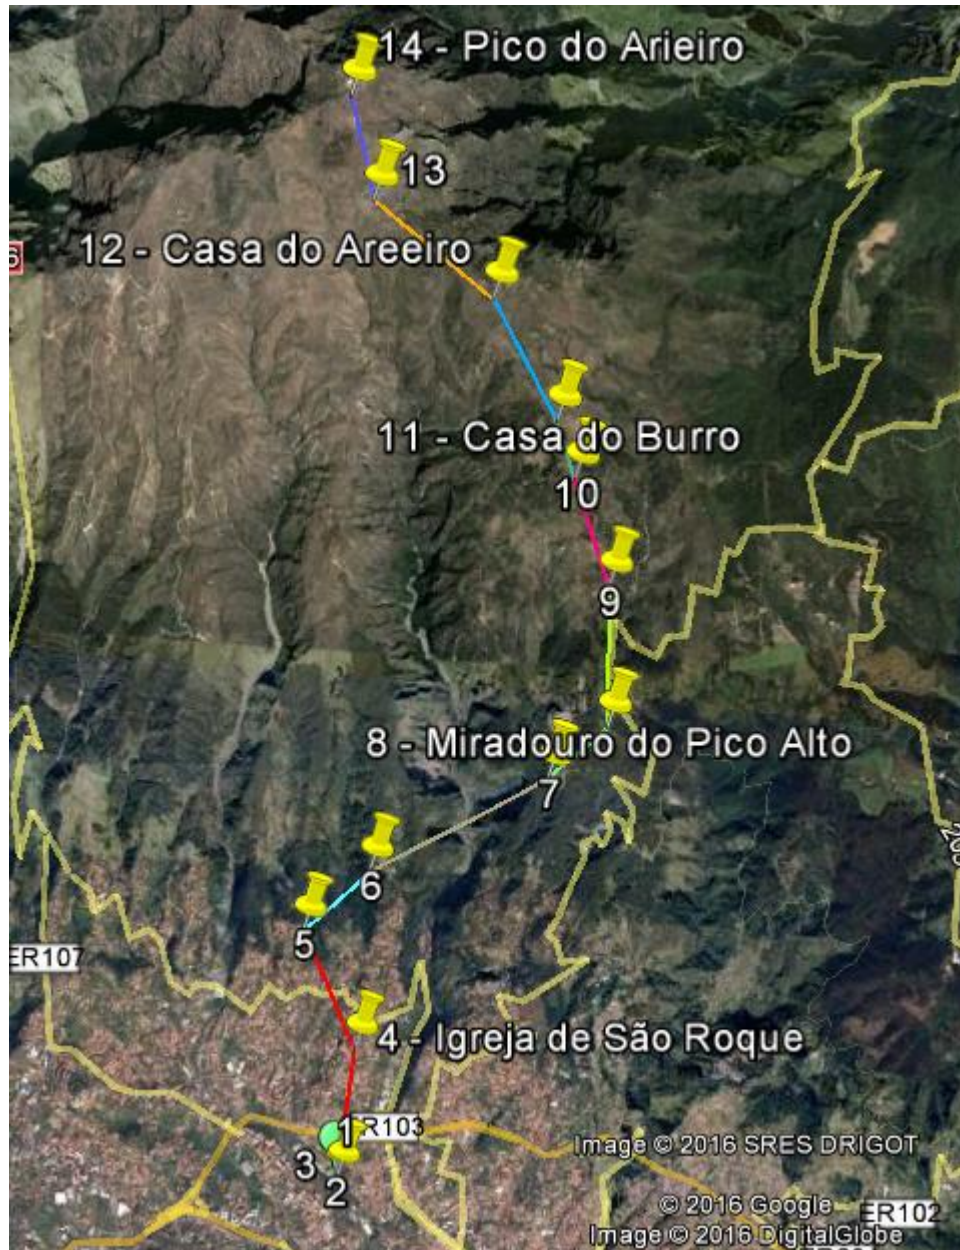 14 - Pico do Arieiro
13
12 - Casa do Areeiro
6
11 - Casa do Burro
10
9
8 - Miradouro do Pico Alto
7
6
5
ER107
4 - Igreja de São Roque
1
ER103
3
2
Image © 2016 SRES DRIGOT
© 2016 Google
ER102
Image © 2016 DigitalGlobe